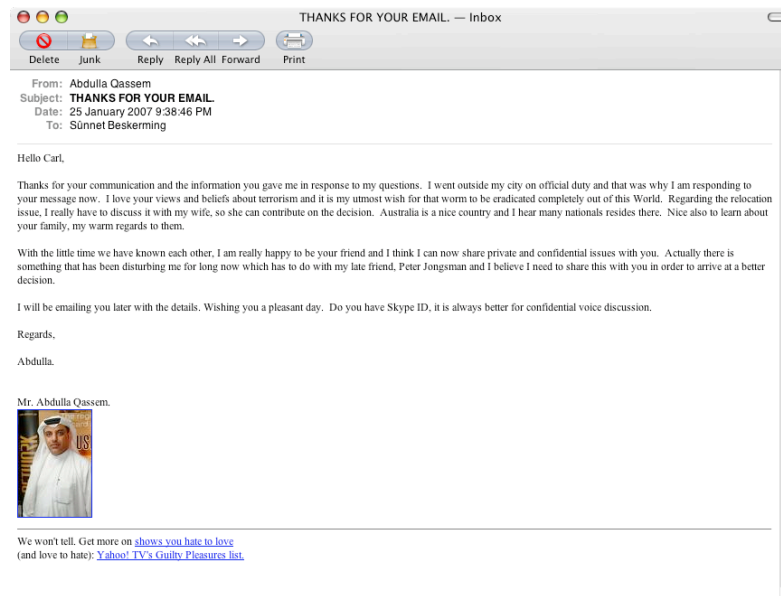 THANKS FOR YOUR EMAIL. — Inbox
Delete Junk Reply Reply All Forward Print
From: Abdulla Qassem
Subject: THANKS FOR YOUR EMAIL.
Date: 25 January 2007 9:38:46 PM
To: Sûnnet Beskerming
Hello Carl,
Thanks for your communication and the information you gave me in response to my questions.  I went outside my city on official duty and that was why I am responding to
your message now.  I love your views and beliefs about terrorism and it is my utmost wish for that worm to be eradicated completely out of this World.  Regarding the relocation
issue, I really have to discuss it with my wife, so she can contribute on the decision.  Australia is a nice country and I hear many nationals resides there.  Nice also to learn about
your family, my warm regards to them.
With the little time we have known each other, I am really happy to be your friend and I think I can now share private and confidential issues with you.  Actually there is
something that has been disturbing me for long now which has to do with my late friend, Peter Jongsman and I believe I need to share this with you in order to arrive at a better
decision.
I will be emailing you later with the details. Wishing you a pleasant day.  Do you have Skype ID, it is always better for confidential voice discussion.
Regards,
Abdulla.
Mr. Abdulla Qassem.
US
We won't tell. Get more on shows you hate to love
(and love to hate): Yahoo! TV's Guilty Pleasures list.